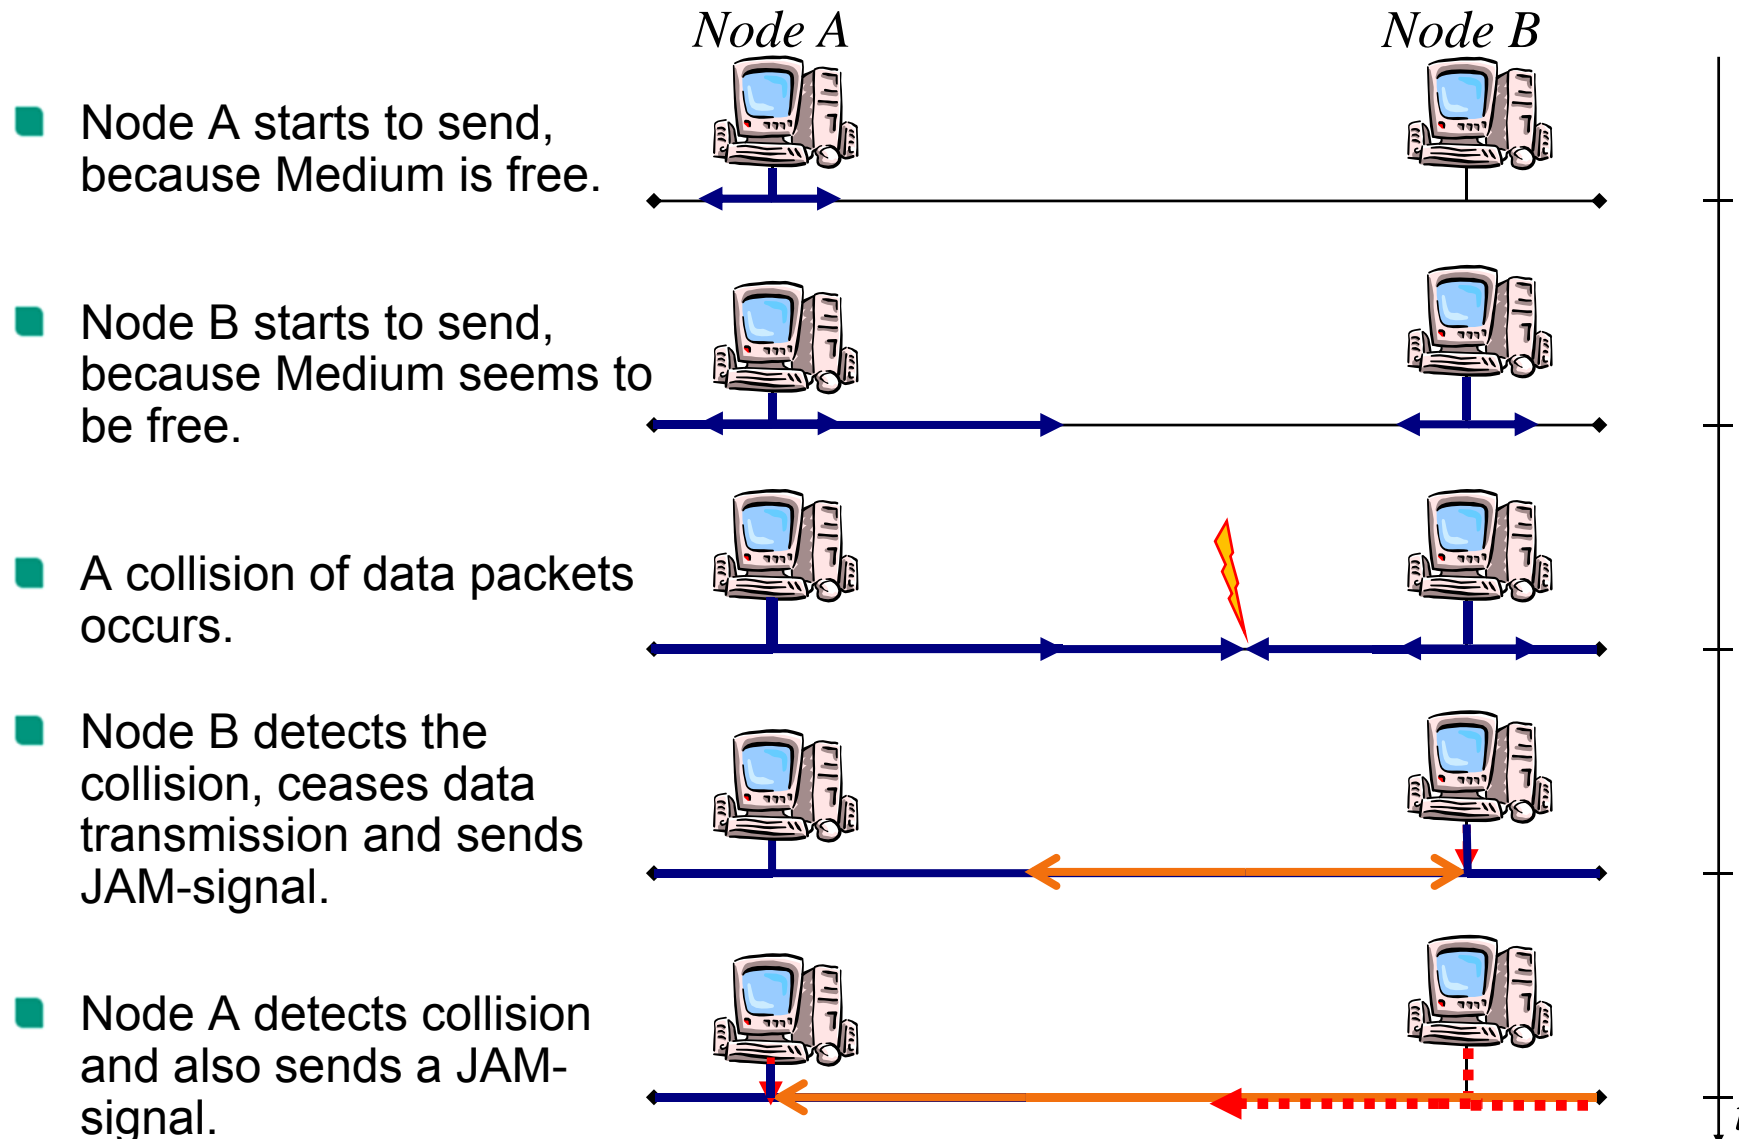 Node A
Node B
Node A starts to send,
because Medium is free.
Node B starts to send,
because Medium seems to
be free.
A collision of data packets
occurs.
Node B detects the
collision, ceases data
transmission and sends
JAM-signal.
Node A detects collision
and also sends a JAM-
signal.
t